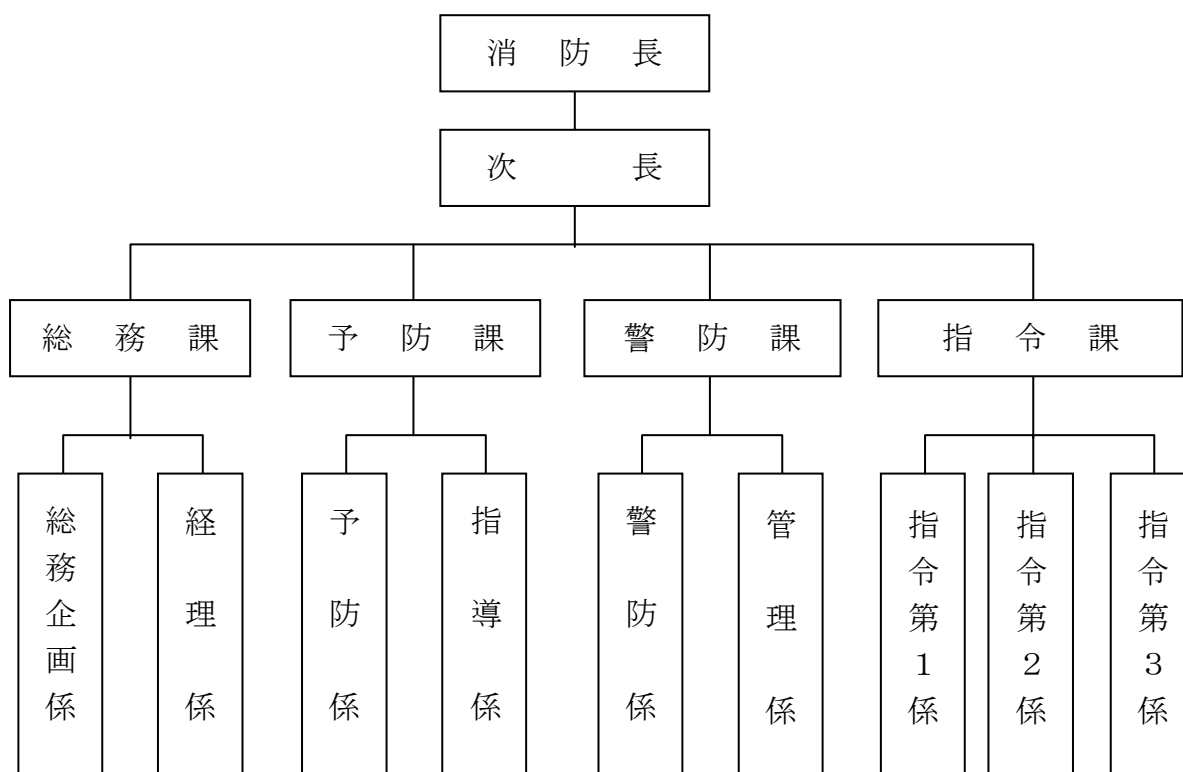 消防長
次長
総務課
予防課
警防課
指令課
総務企画係
経理係
予防係
指導係
警防係
管理係
指令第1係
指令第2係
指令第3係